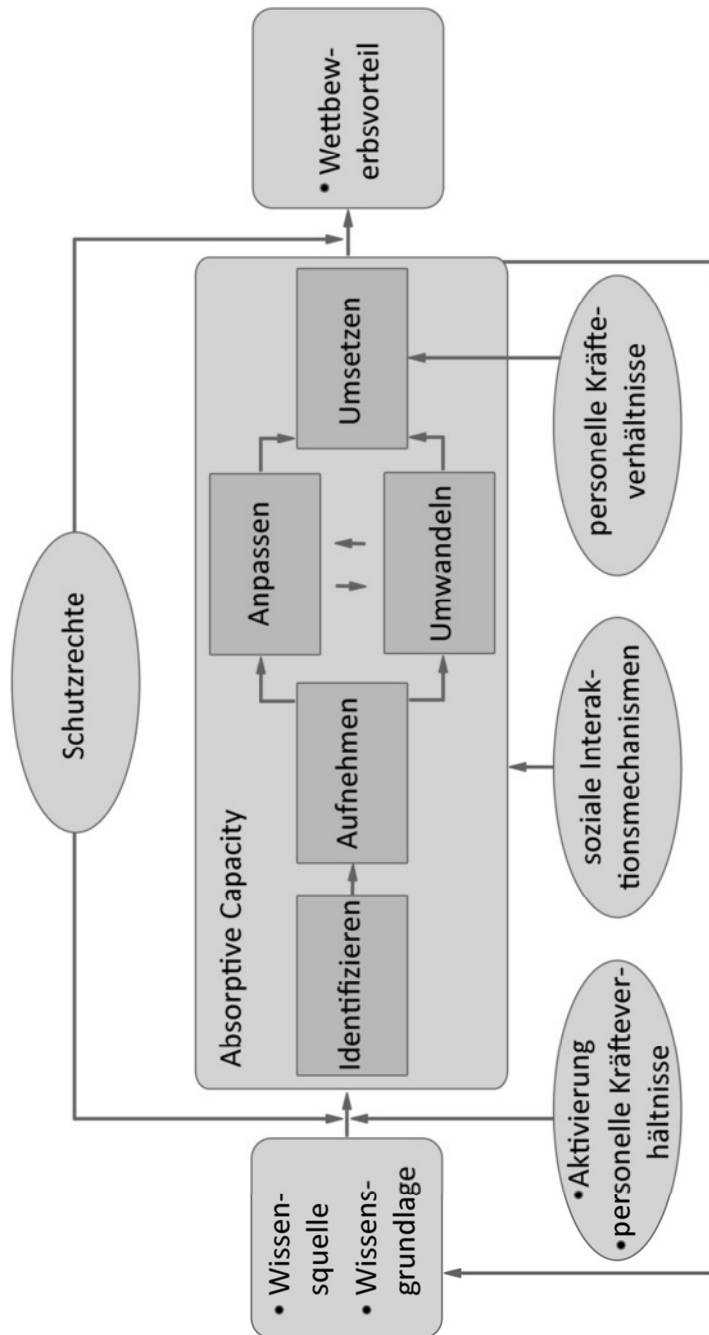 Schutzrechte
• Wissen-
squelle
• Wissens-
grundlage
Absorptive Capacity
Identifizieren
Aufnehmen
Anpassen
Umwandeln
Umsetzen
• Wettbew-
erbsvorteil
•Aktivierung
•personelle Kräftever-
hältnisse
soziale Interak-
tionsmechanismen
personelle Kräfte-
verhältnisse